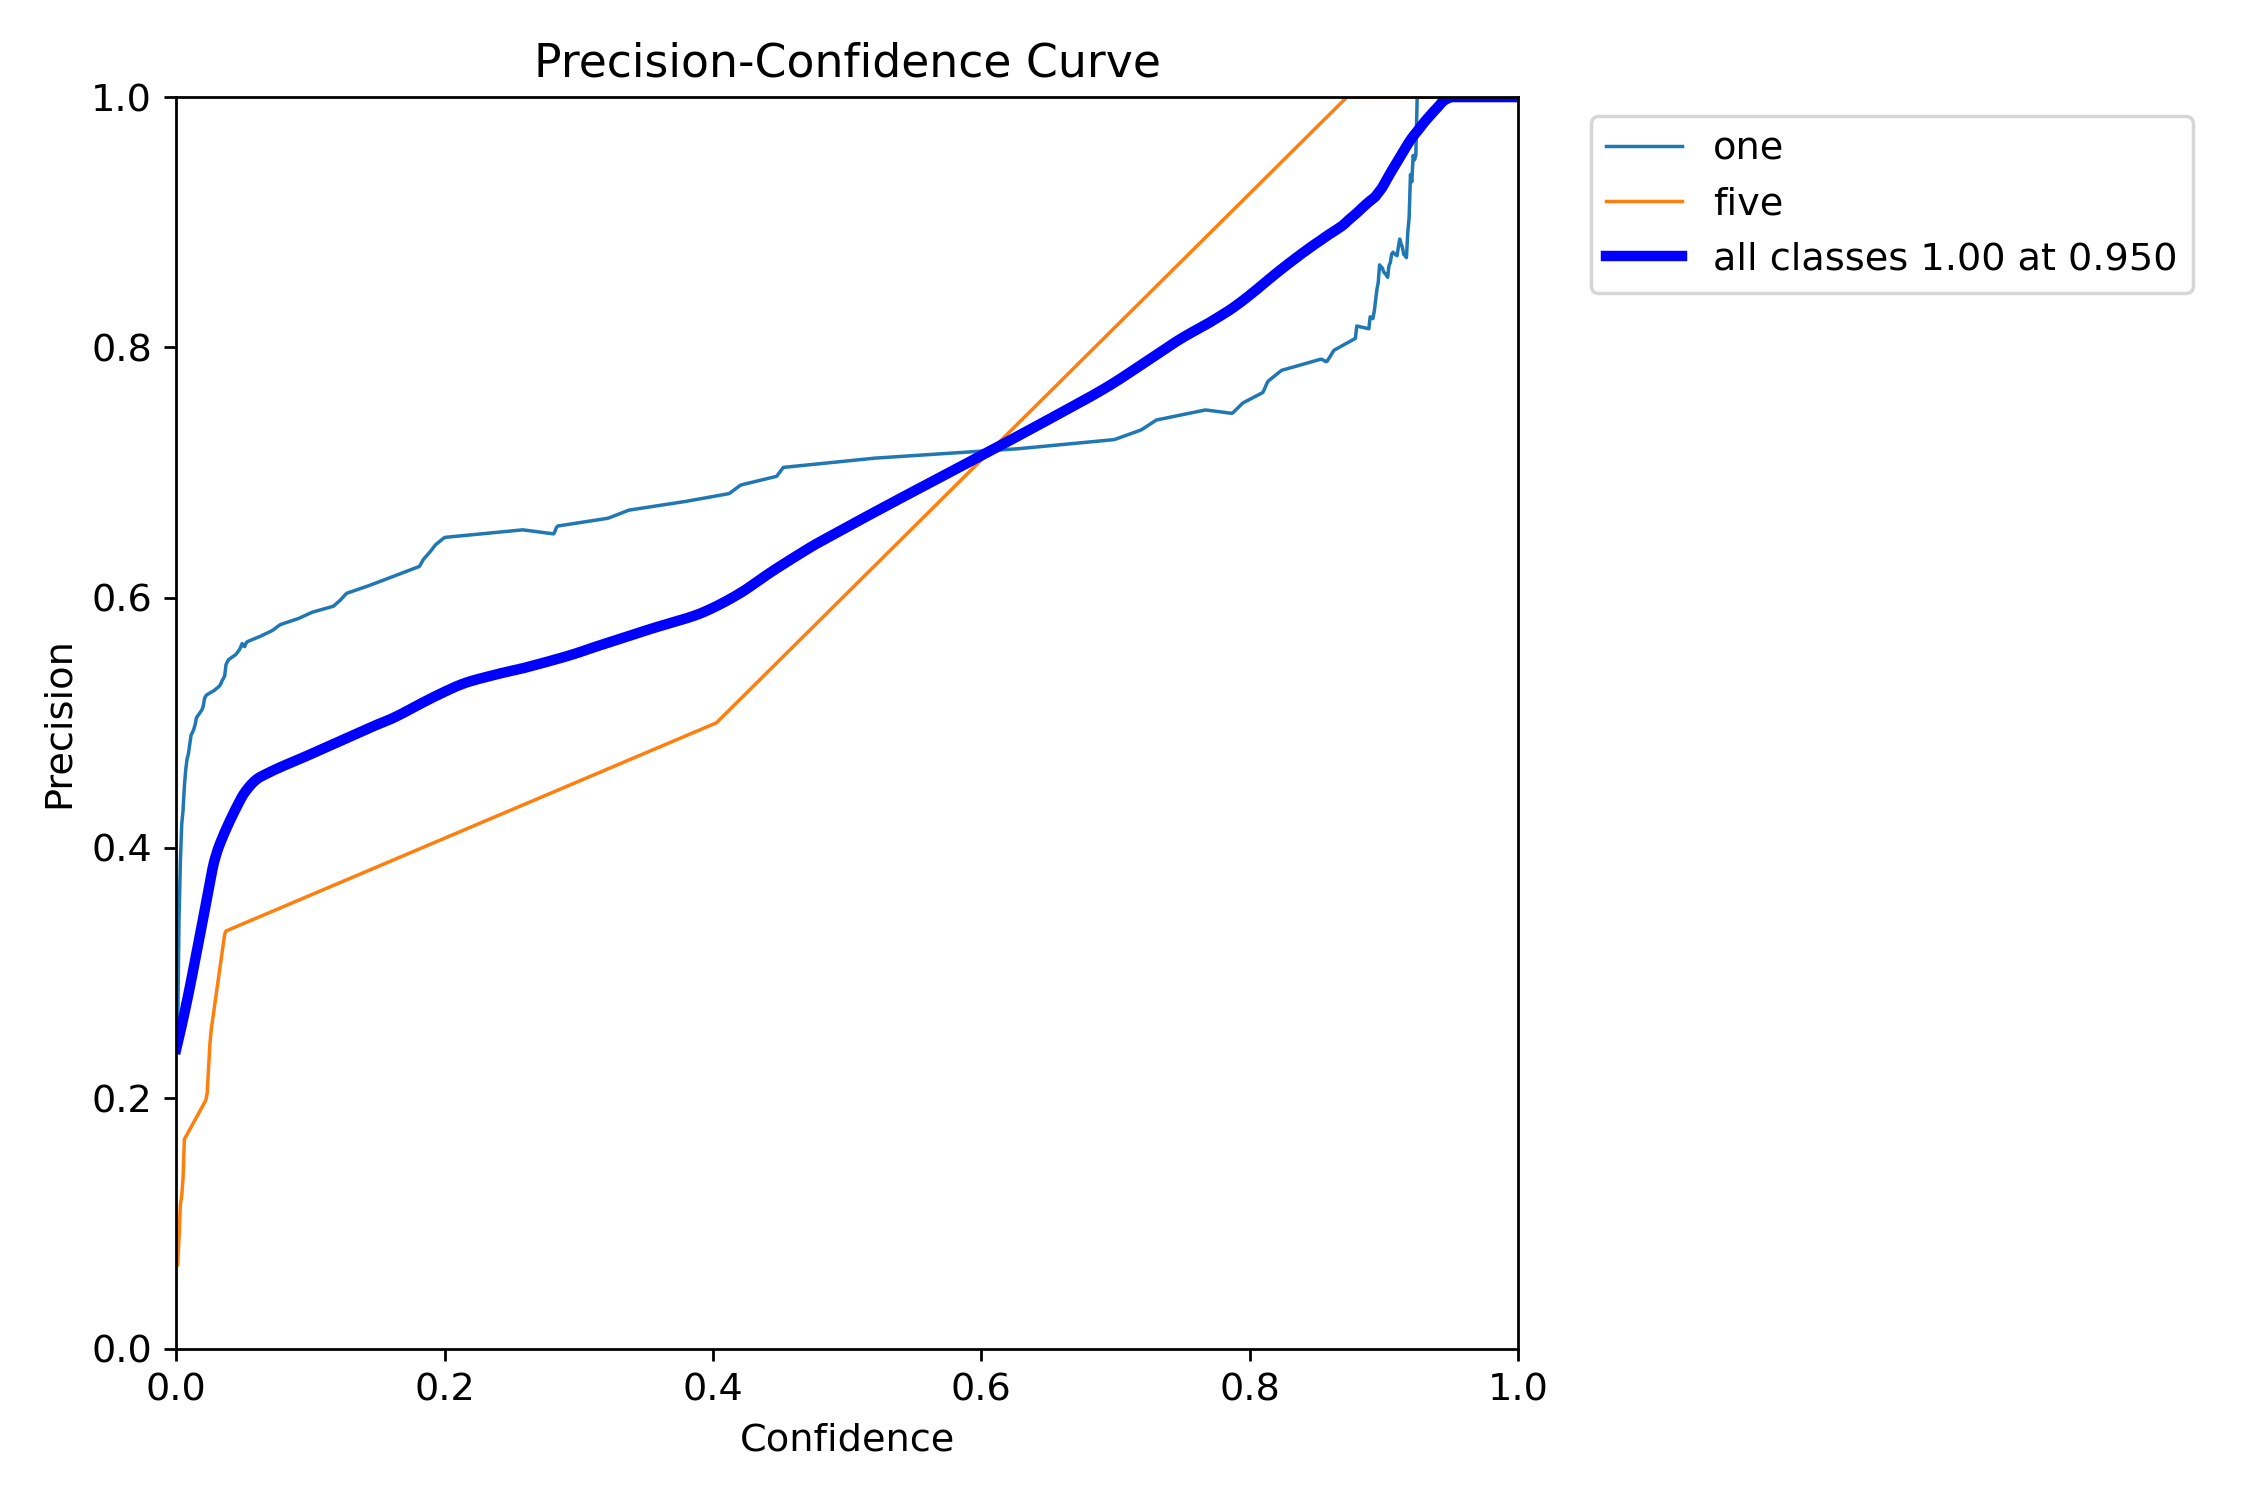 Precision-Confidence Curve
1.0
0.8
0.6
0.4
0.2
0.0
Precision
0.0 0.2 0.4 0.6 0.8 1.0
Confidence
one
five
all classes 1.00 at 0.950